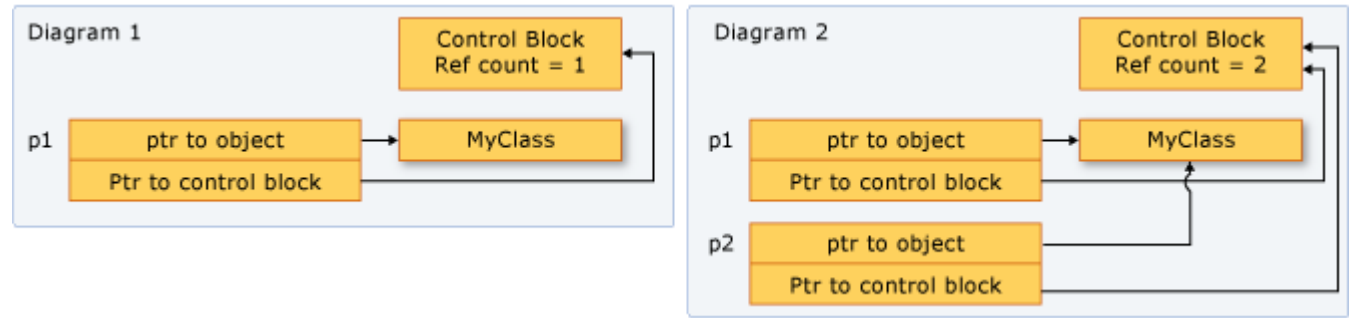 Diagram 1
Control Block
Ref count = 1
p1
ptr to object
MyClass
Ptr to control block
Diagram 2
Control Block
Ref count = 2
p1
ptr to object
MyClass
Ptr to control block
p2
ptr to object
Ptr to control block